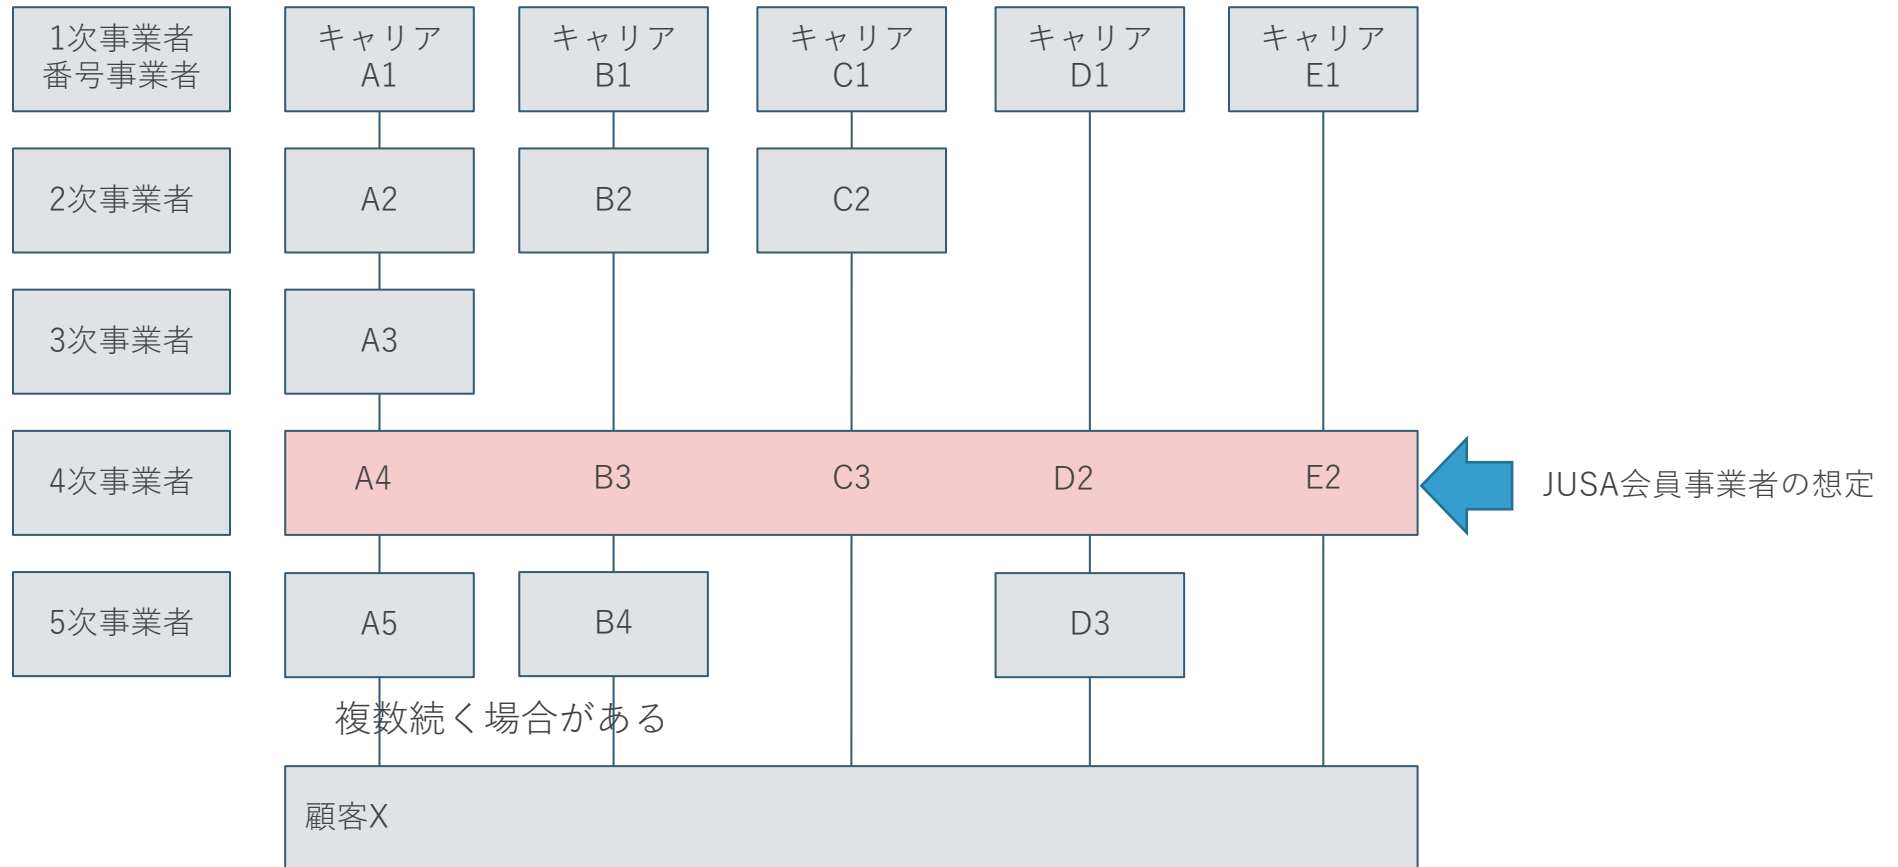 1次事業者
番号事業者
キャリア
A1
キャリア
B1
キャリア
C1
キャリア
D1
キャリア
E1
2次事業者
A2
B2
C2
3次事業者
A3
4次事業者
A4
B3
C3
D2
E2
JUSA会員事業者の想定
5次事業者
A5
B4
D3
複数続く場合がある
顧客X